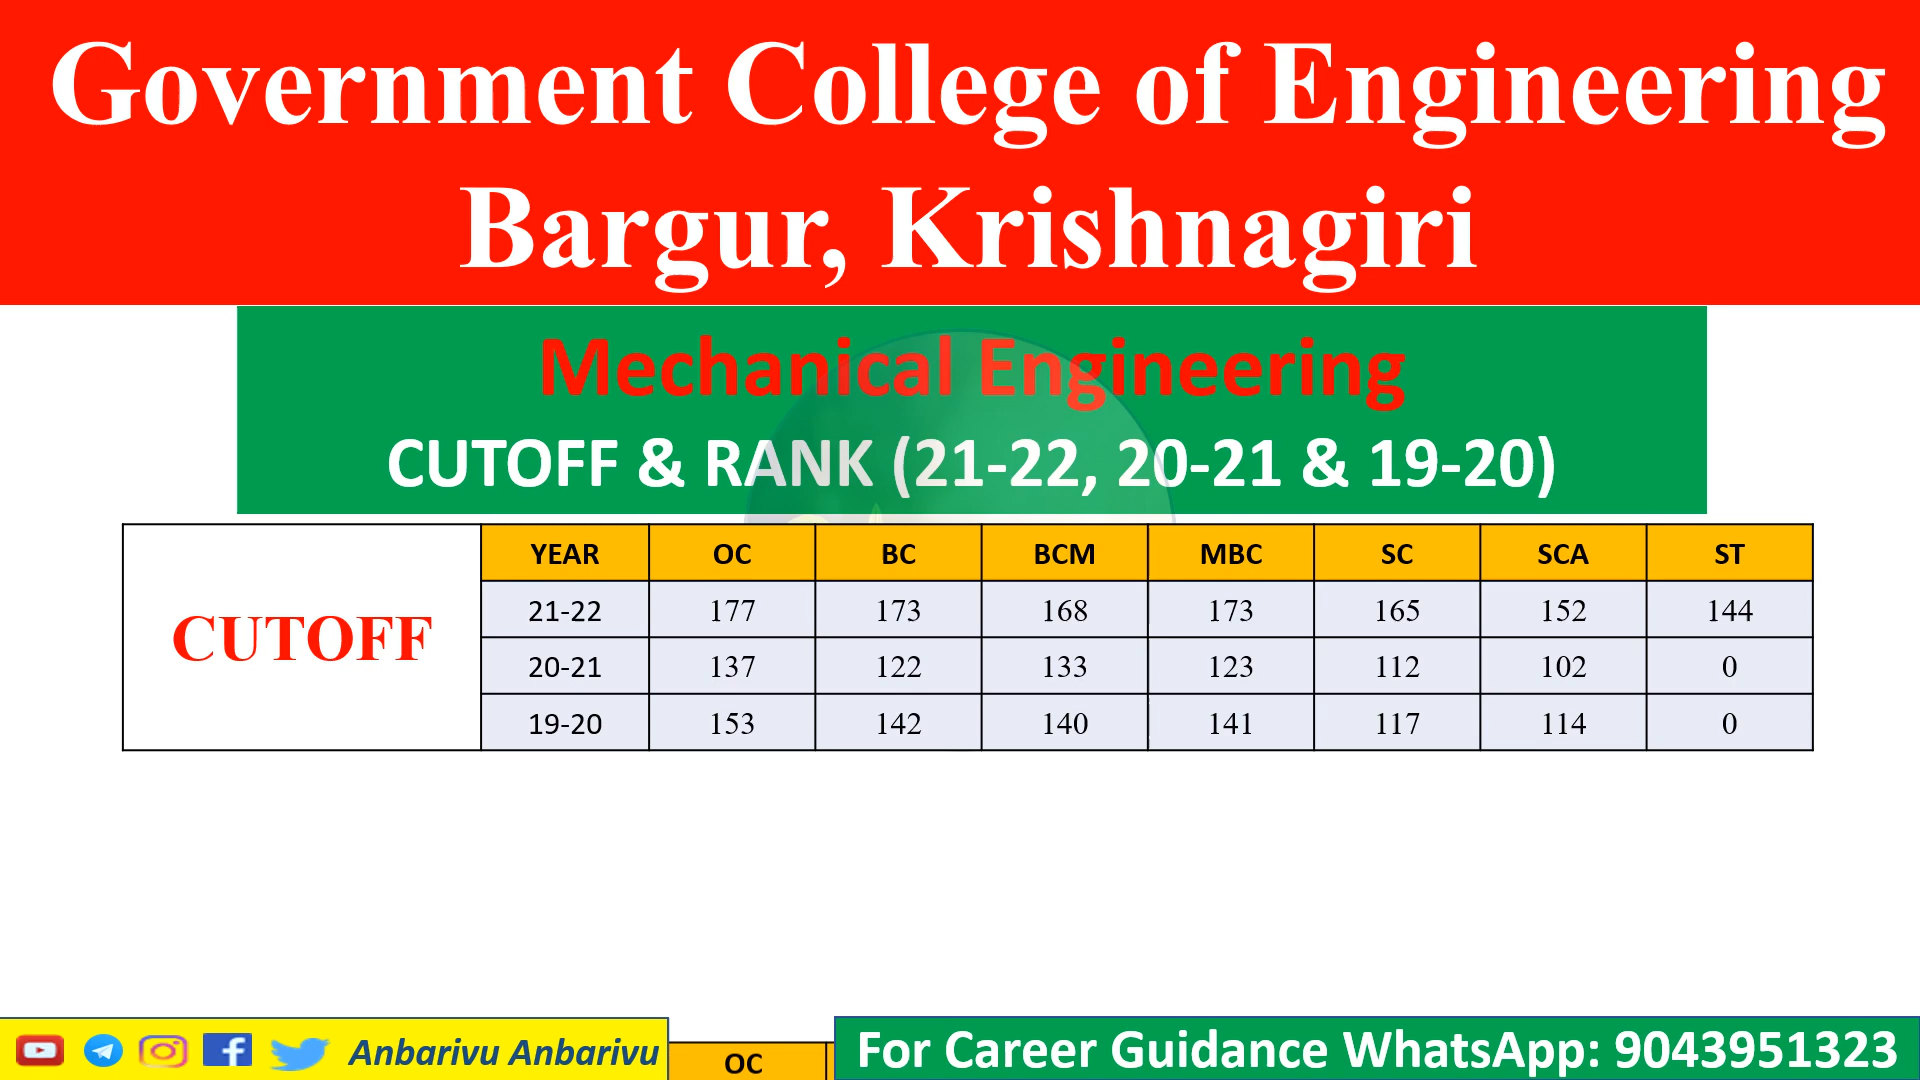 Government College of Engineering
Bargur, Krishnagiri
Mechanical Engineering
CUTOFF & RANK (21-22, 20-21 & 19-20)
CUTOFF
YEAR OC BC BCM MBC SC SCA ST
21-22 177 173 168 173 165 152 144
20-21 137 122 133 123 112 102 0
19-20 153 142 140 141 117 114 0
Anbarivu Anbarivu
OC
For Career Guidance WhatsApp: 9043951323